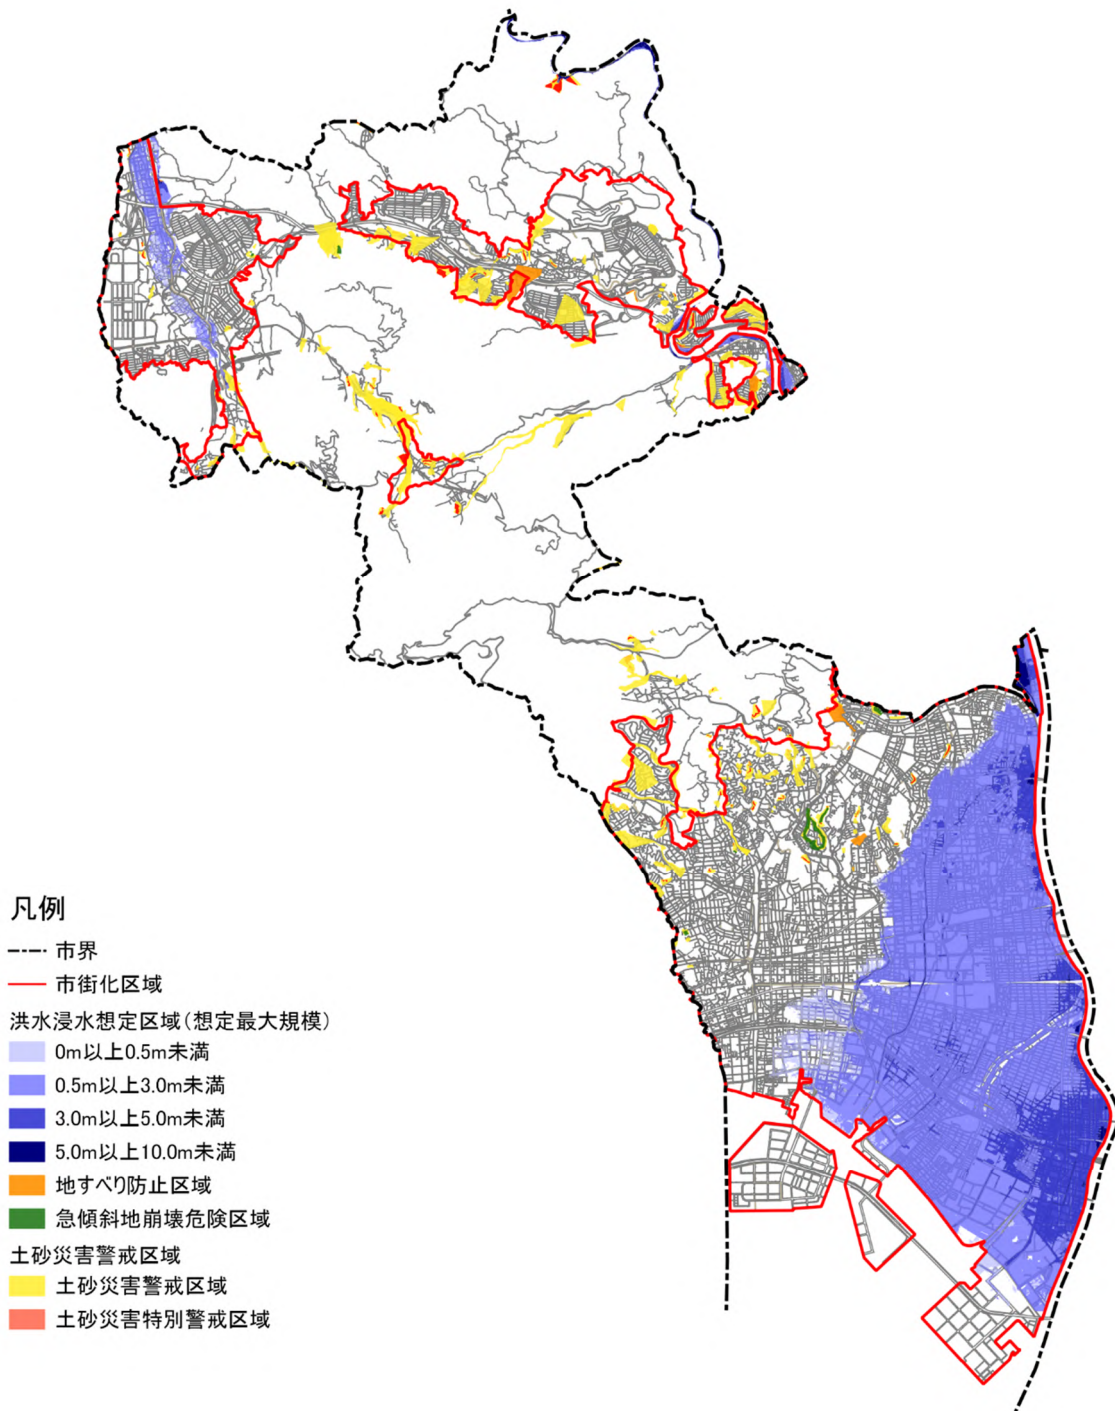 凡例
市界
市街化区域
洪水浸水想定区域(想定最大規模)
0m以上0.5m未満
0.5m以上3.0m未満
3.0m以上5.0m未満
5.0m以上10.0m未満
地すべり防止区域
急傾斜地崩壊危険区域
土砂災害警戒区域
土砂災害警戒区域
土砂災害特別警戒区域